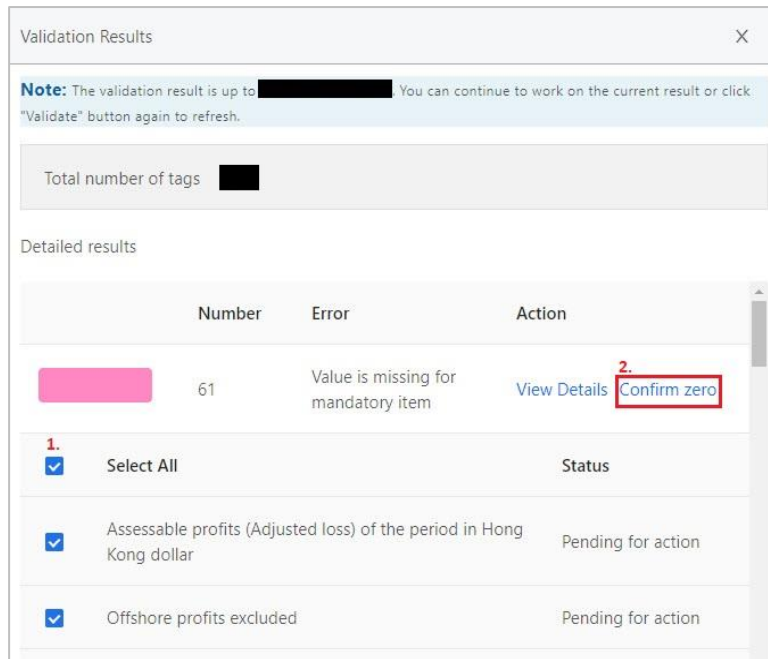 Validation Results X
Note: The validation result is up to . You can continue to work on the current result or click
"Validate" button again to refresh.
Total number of tags
Detailed results
Number Error Action
2.
61 Value is missing for mandatory item View Details Confirm zero
1.
Select All Status
Assessable profits (Adjusted loss) of the period in Hong
Kong dollar Pending for action
Offshore profits excluded Pending for action